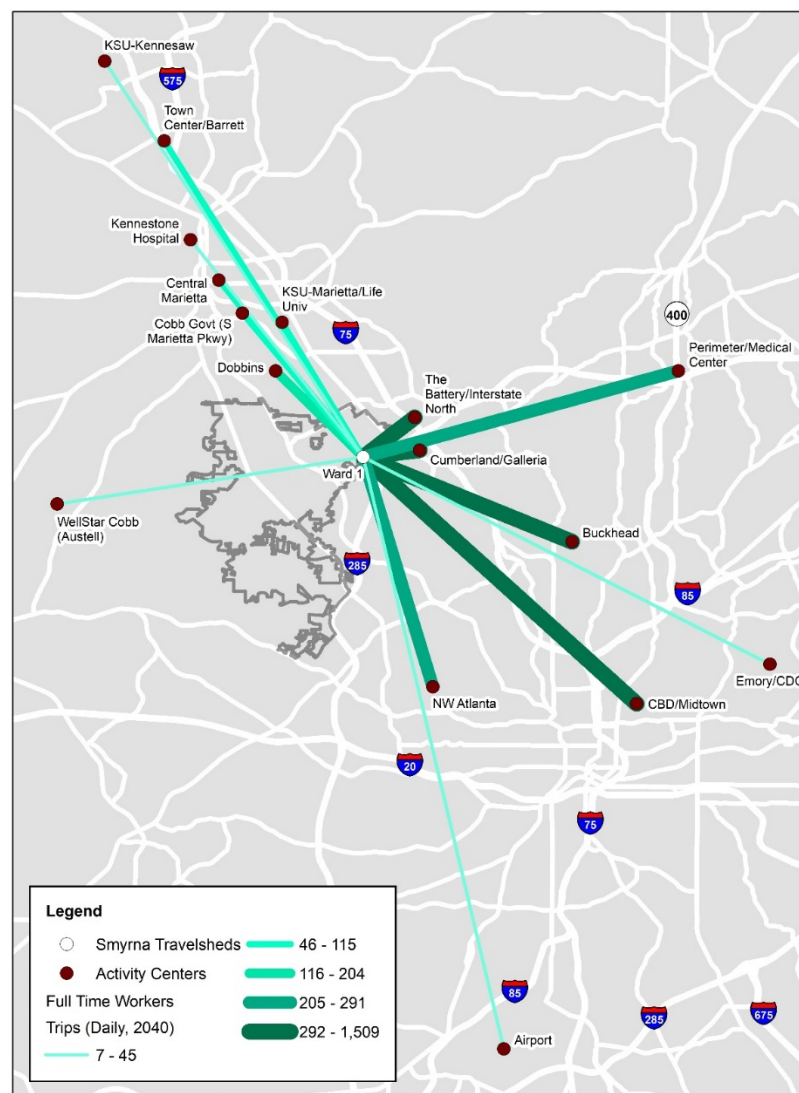 KSU-Kennesaw
575
Town
Center/Barrett
Kennestone
Hospital
Central
Marietta
KSU-Marietta/Life
Univ
Cobb Govt (S
Marietta Pkwy)
75
400
Dobbins
Perimeter/Medical
Center
The
Battery/Interstate
North
Cumberland/Galleria
Ward 1
WellStar Cobb
(Austell)
Buckhead
285
85
Emory/CDC
NW Atlanta
CBD/Midtown
20
75
Legend
Smyrna Travelsheds
Activity Centers
Full Time Workers
Trips (Daily, 2040)
7 - 45
46 - 115
116 - 204
205 - 291
292 - 1,509
85
285
675
Airport